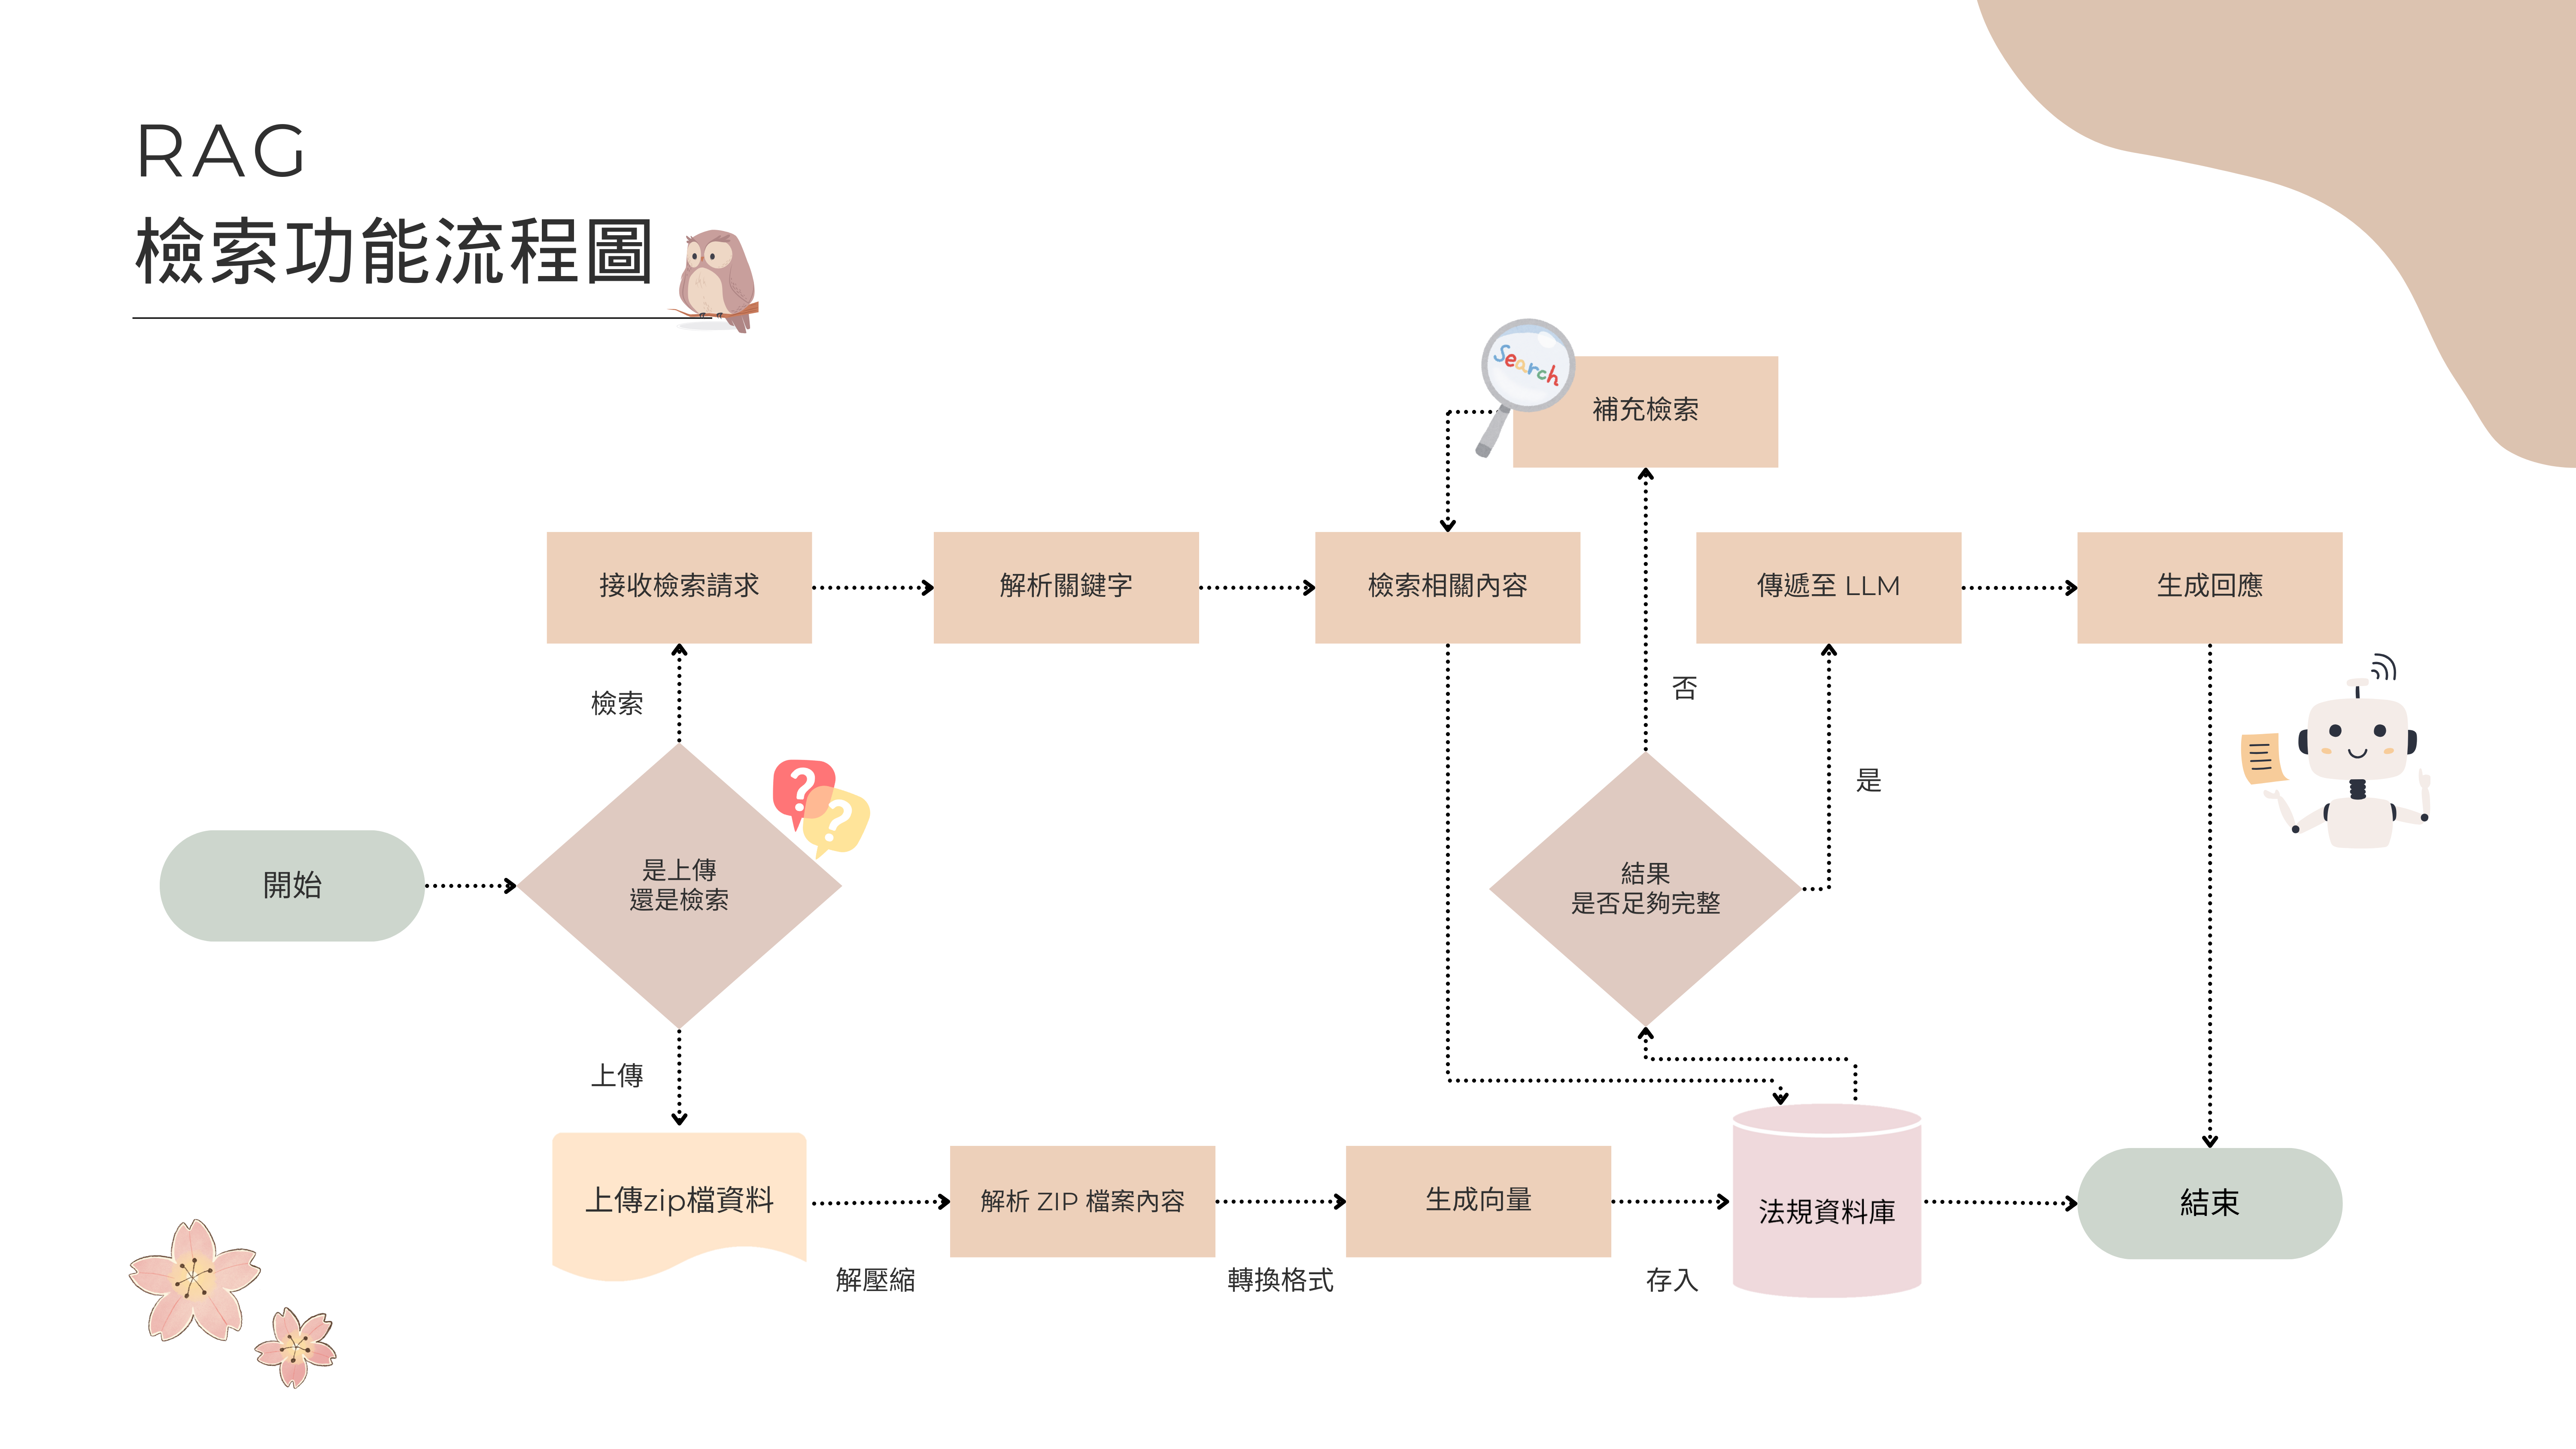 RAG
檢索功能流程圖
Search
補充檢索
接收檢索請求
解析關鍵字
檢索相關內容
傳遞至 LLM
生成回應
檢索
否
是
? ?
開始
是上傳
還是檢索
結果
是否足夠完整
上傳
上傳zip檔資料
解析 ZIP 檔案內容
生成向量
法規資料庫
結束
解壓縮
轉換格式
存入